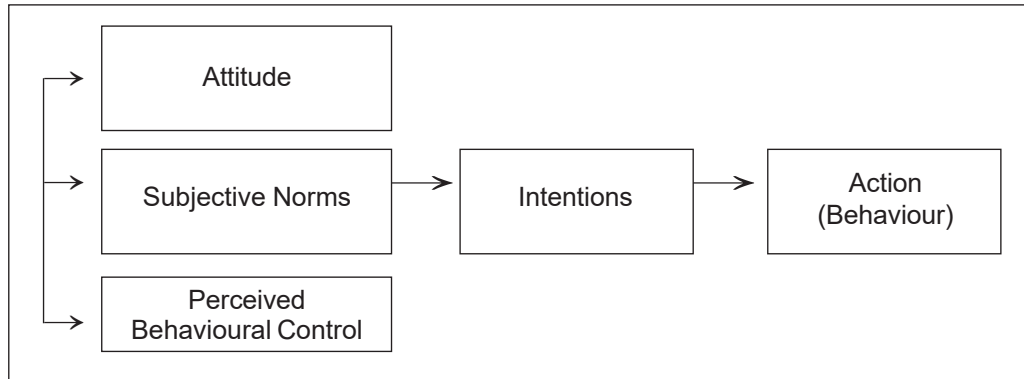 Attitude
Subjective Norms
Intentions
Action
(Behaviour)
Perceived
Behavioural Control